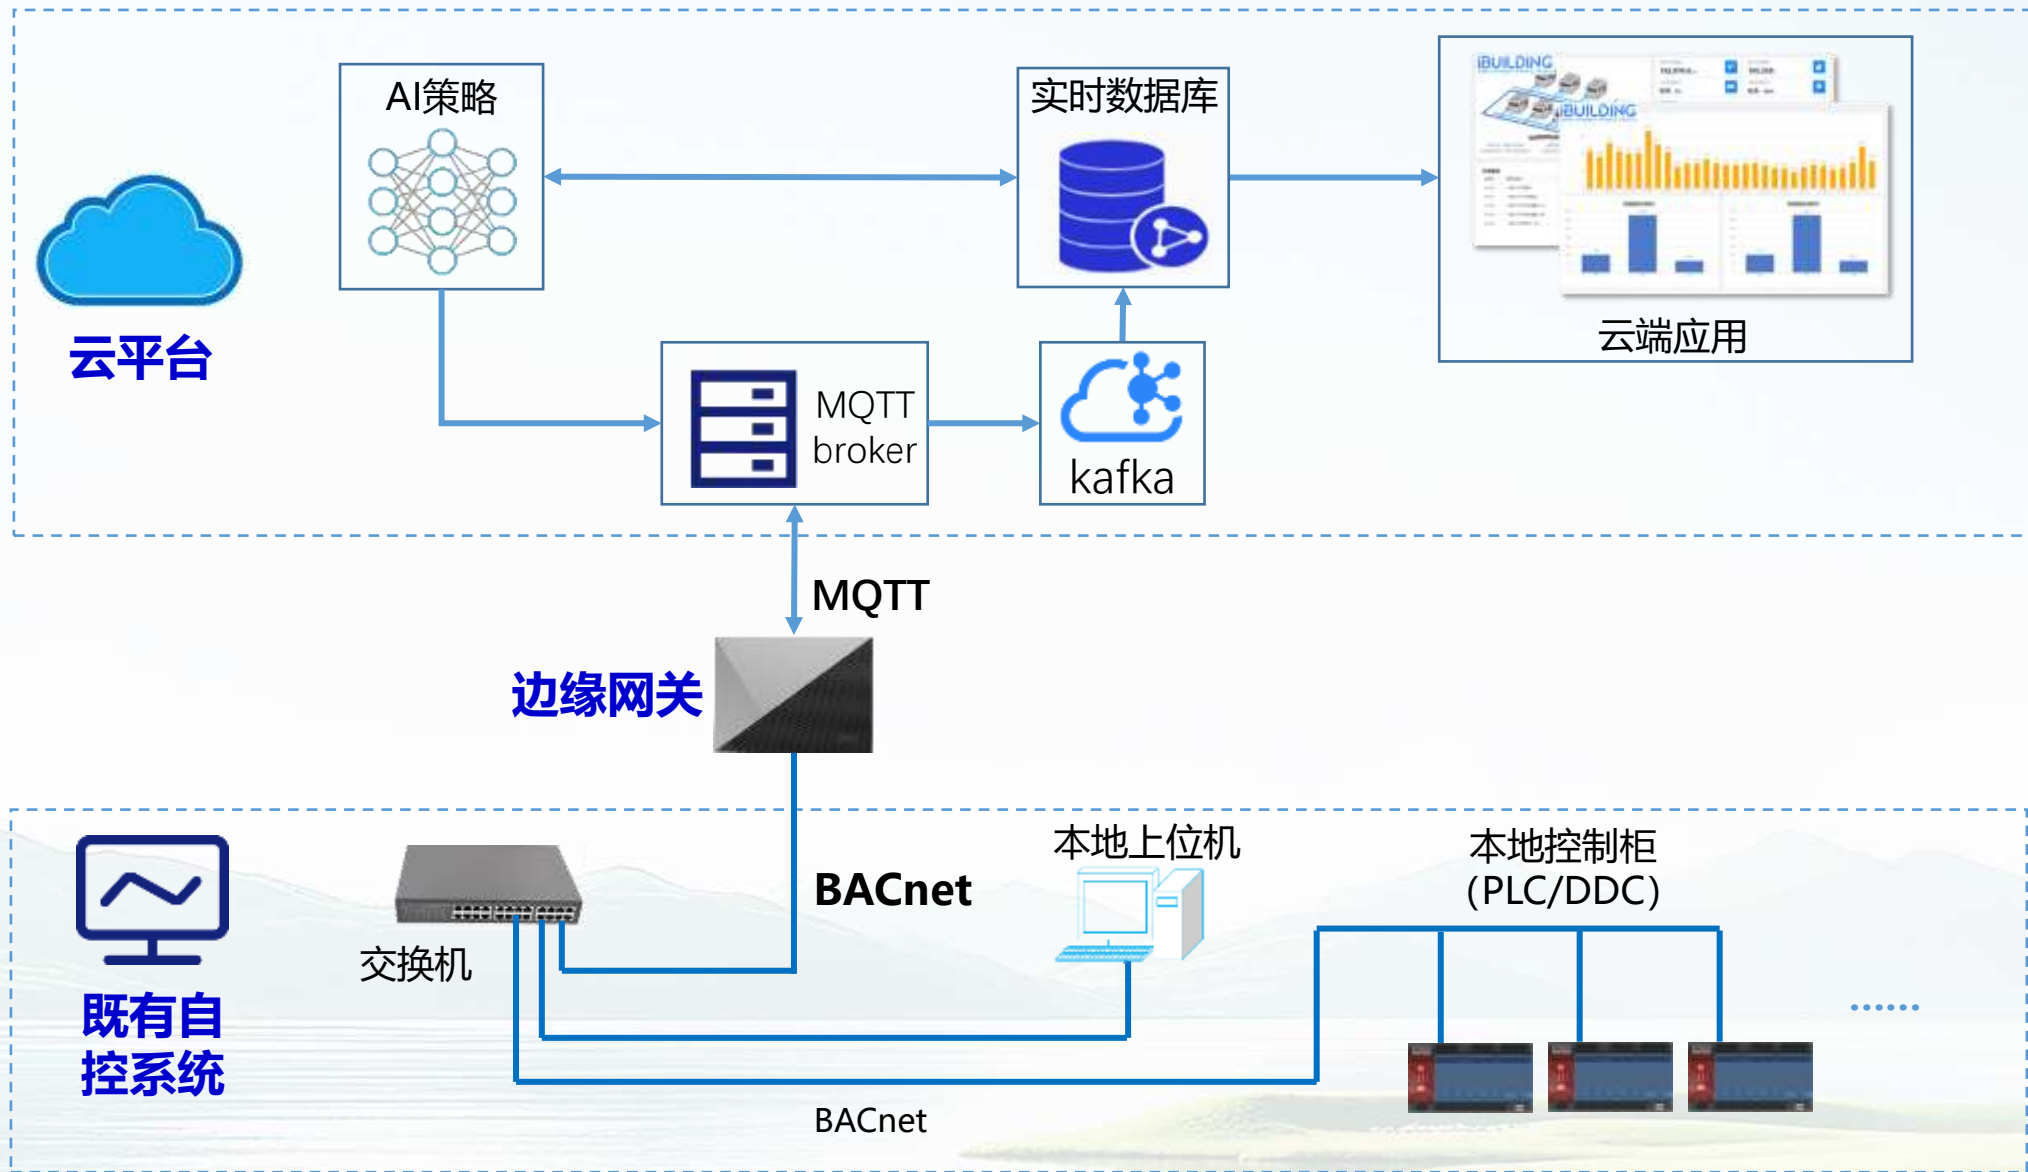 AI策略
实时数据库
iBUILDING
iBUILDING
云端应用
云平台
MQTT
broker
kafka
MQTT
边缘网关
本地上位机
本地控制柜
(PLC/DDC)
BACnet
交换机
既有自
控系统
......
BACnet